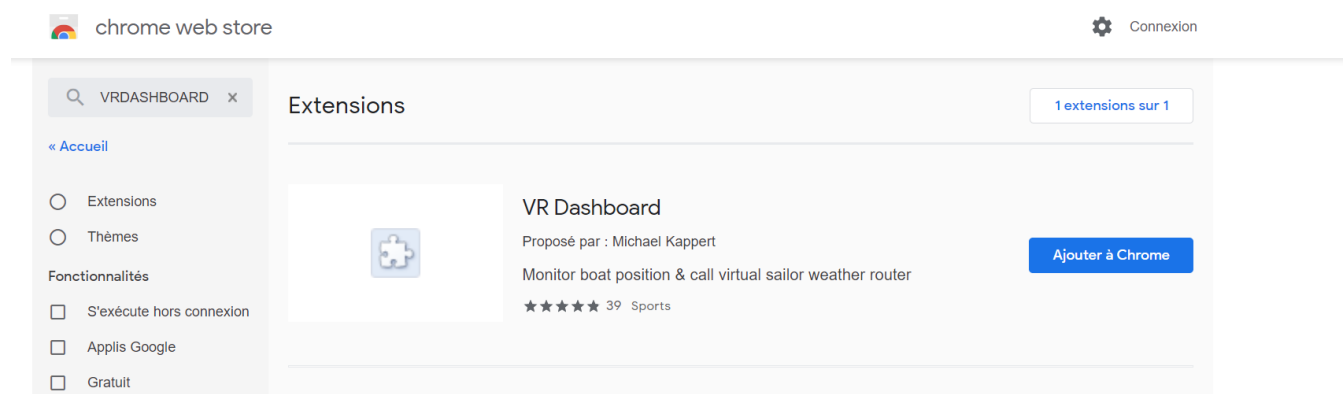 chrome web store
Connexion
VRDASHBOARD ×
« Accueil
Extensions
Thèmes
Fonctionnalités
S'exécute hors connexion
Applis Google
Gratuit
Extensions
1 extensions sur 1
VR Dashboard
Proposé par : Michael Kappert
Monitor boat position & call virtual sailor weather router
39 Sports
Ajouter à Chrome